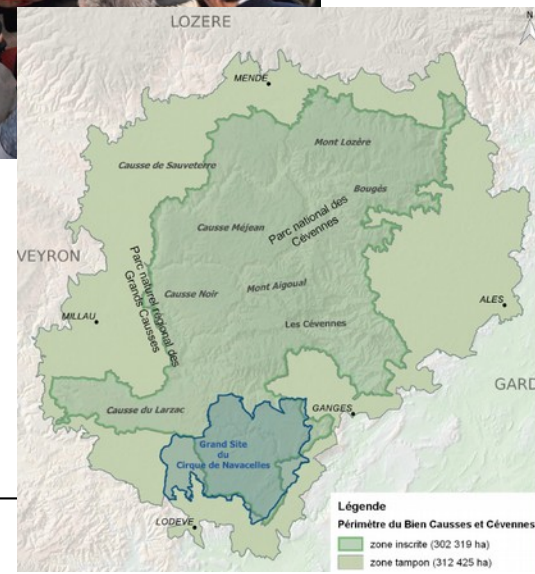 LOZERE
N
MENDE
Mont Lozère
Causse de Sauveterre
Bougès
Parc national des
Cévennes
Causse Méjean
VEYRON
Parc naturel régional des
Grands Causses
Causse Noir
Mont Aigoual
ALES
MILLAU
Les Cévennes
GARD
Causse du Larzac
GANGES
Grand Site
du
Cirque de Navacelles
LODEVE
Légende
Périmètre du Bien Causses et Cévennes
zone inscrite (302 319 ha)
zone tampon (312 425 ha)